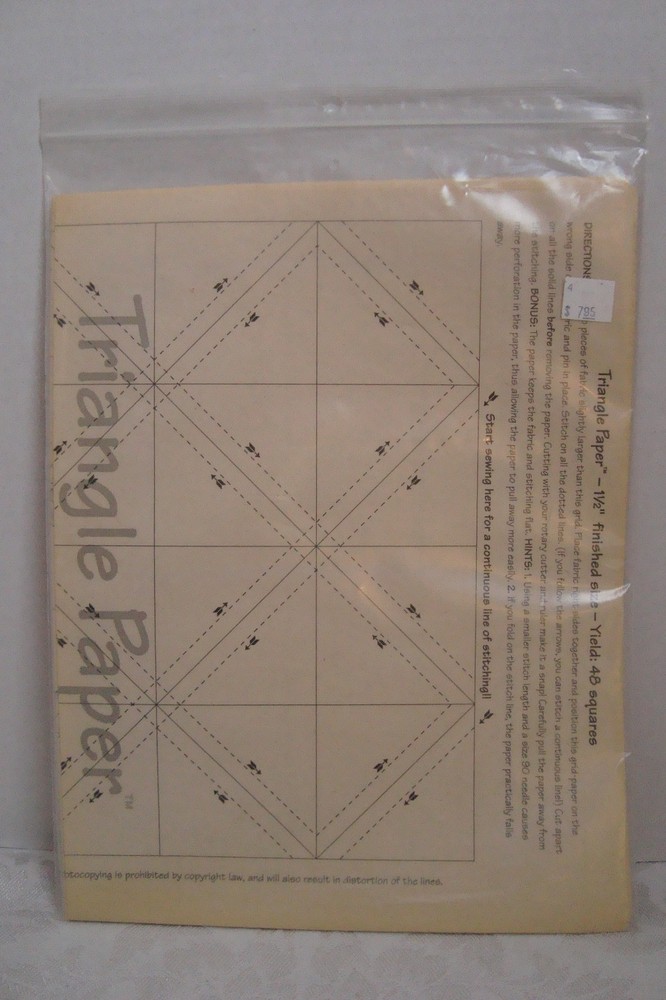 Triangle Paper™ – 1½" finished size – Yield: 48 squares
DIRECTIONS pieces of fabric slightly larger than this grid. Place fabric right sides together and position this grid-paper on the
wrong side ric and pin in place. Stitch on all the dotted lines. (If you follow the arrows, you can stitch a continuous line!) Cut apart
on all the solid lines before removing the paper. Cutting with your rotary cutter and ruler make it a snap! Carefully pull the paper away from
stitching. BONUS: The paper keeps the fabric and stitching flat. HINTS: 1. Using a smaller stitch length and a size 90 needle causes
more perforation in the paper, thus allowing the paper to pull away more easily. 2. If you fold on the stitch line, the paper practically falls
away.
795
Start sewing here for a continuous line of stitching!!
Triangle Paper™
otocopying is prohibited by copyright law, and will also result in distortion of the lines.